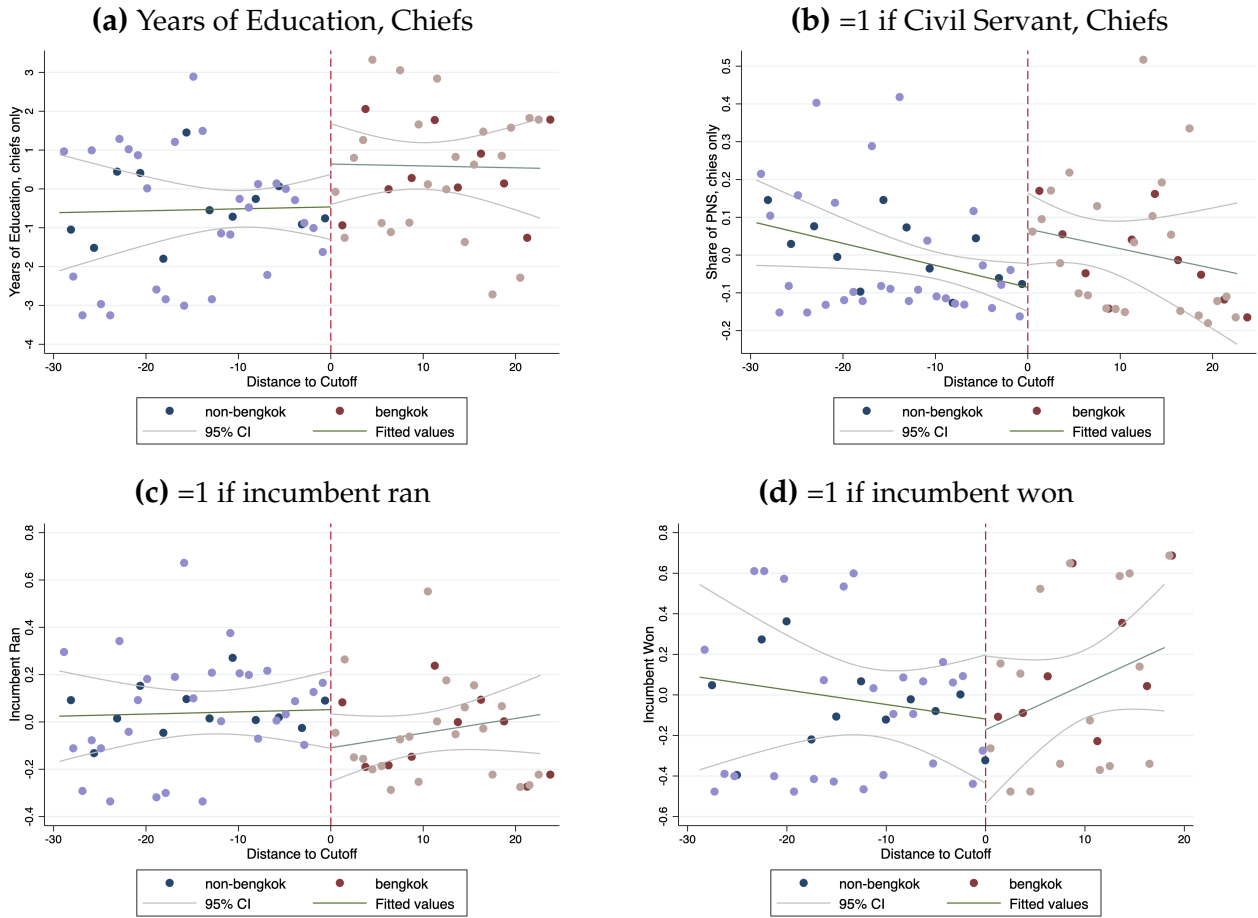 (a) Years of Education, Chiefs
Years of Education, chiefs only
3
2
1
0
-1
-2
-3
-4
-30
-20
-10
0
10
20
Distance to Cutoff
non-bengkok
bengkok
95% CI
Fitted values
(b) =1 if Civil Servant, Chiefs
Share of PNS, chies only
0.5
0.4
0.3
0.2
0.1
0.0
-0.1
-0.2
-30
-20
-10
0
10
20
Distance to Cutoff
non-bengkok
bengkok
95% CI
Fitted values
(c) =1 if incumbent ran
Incumbent Ran
0.8
0.6
0.4
0.2
0.0
-0.2
-0.4
-30
-20
-10
0
10
20
Distance to Cutoff
non-bengkok
bengkok
95% CI
Fitted values
(d) =1 if incumbent won
Incumbent Won
0.8
0.6
0.4
0.2
0.0
-0.2
-0.4
-0.6
-30
-20
-10
0
10
20
Distance to Cutoff
non-bengkok
bengkok
95% CI
Fitted values